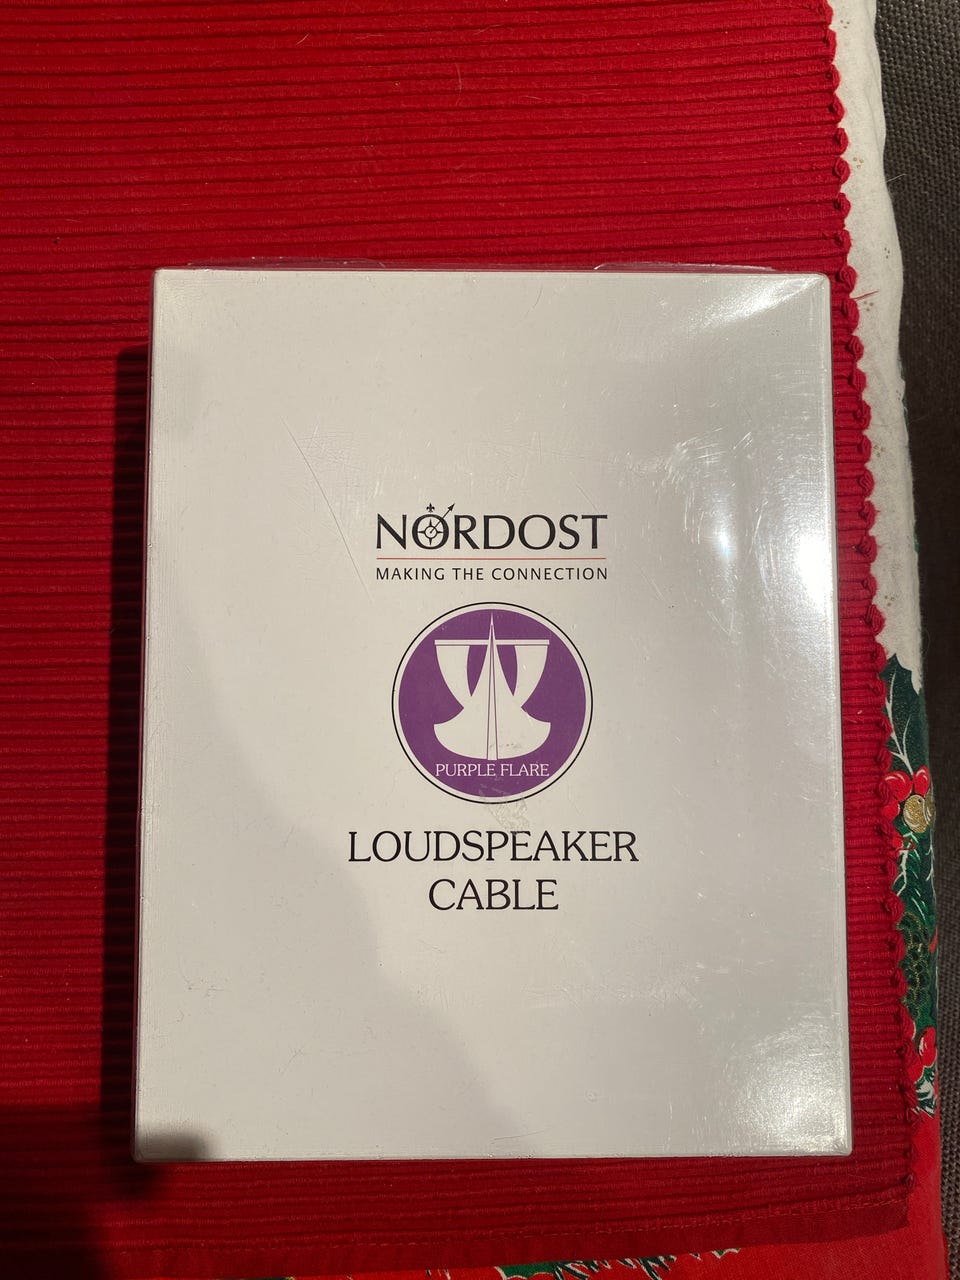 NORDOST
MAKING THE CONNECTION
PURPLE FLARE
LOUDSPEAKER
CABLE